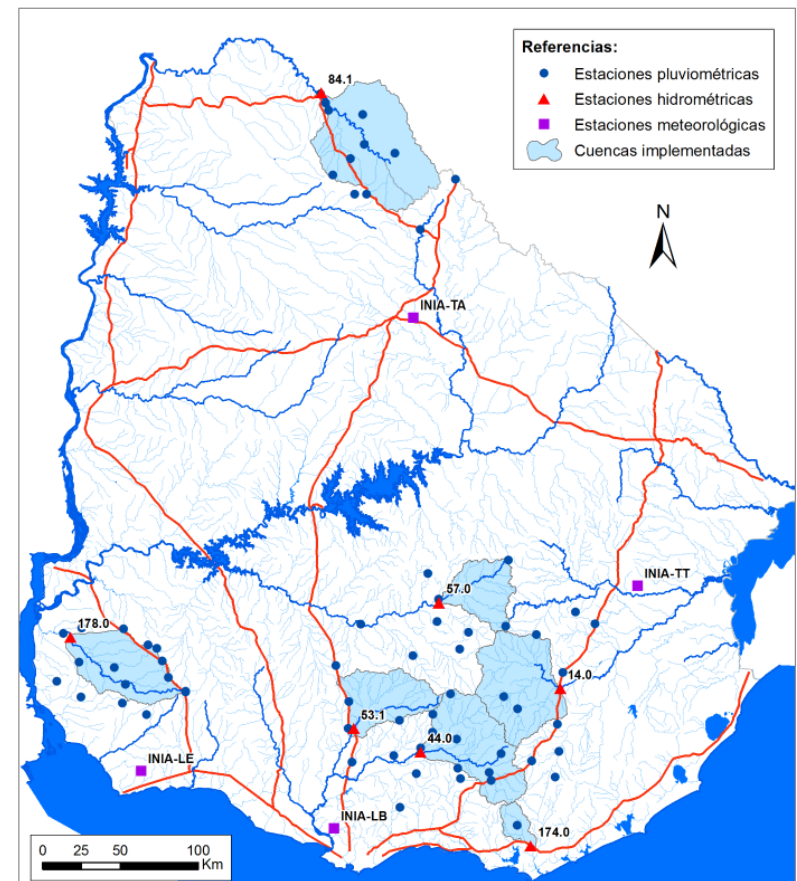 84.1
Referencias:
Estaciones pluviométricas
Estaciones hidrométricas
Estaciones meteorológicas
Cuencas implementadas
N
INIA-TA
57.0
INIA-TT
178.0
14.0
53.1
44.0
INIA-LE
INIA-LB
174.0
0 25 50 100
Km